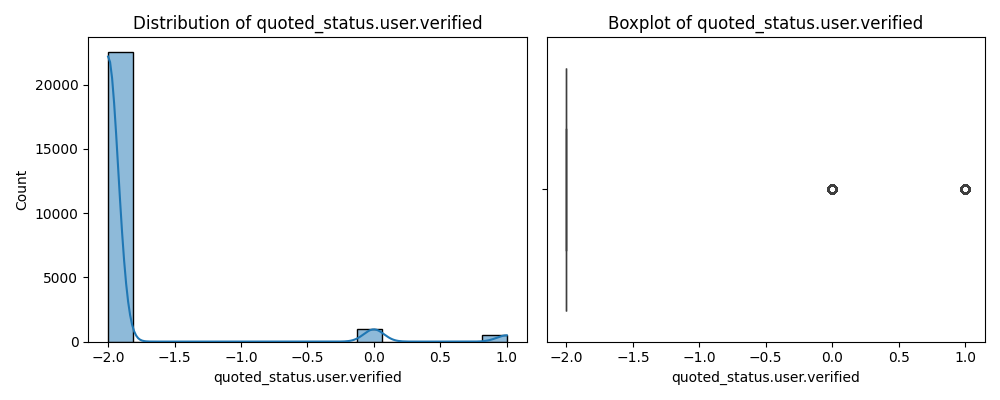 Distribution of quoted_status.user.verified
Count
20000
15000
10000
5000
0
−2.0 −1.5 −1.0 −0.5 0.0 0.5 1.0
quoted_status.user.verified
Boxplot of quoted_status.user.verified
−2.0 −1.5 −1.0 −0.5 0.0 0.5 1.0
quoted_status.user.verified